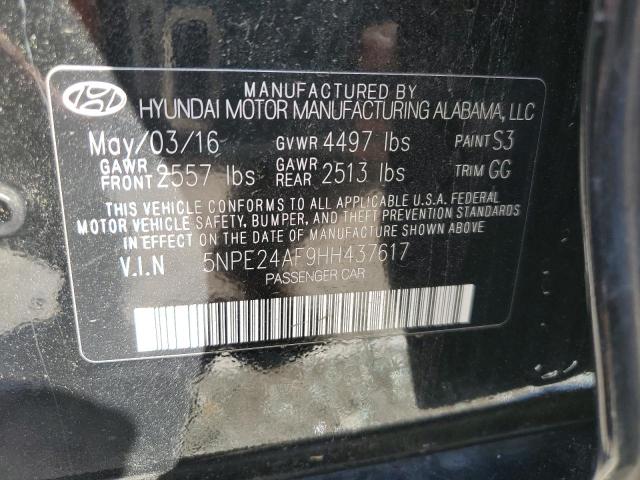 MANUFACTURED BY
HYUNDAI MOTOR MANUFACTURING ALABAMA, LLC
May/03/16 GVWR 4497 lbs PAINT S3
GAWR FRONT 2557 lbs GAWR REAR 2513 lbs TRIM GG
THIS VEHICLE CONFORMS TO ALL APPLICABLE U.S.A. FEDERAL
MOTOR VEHICLE SAFETY, BUMPER, AND THEFT PREVENTION STANDARDS
IN EFFECT ON THE DATE OF MANUFACTURE SHOWN ABOVE.
V.I.N 5NPE24AF9HH437617
PASSENGER CAR